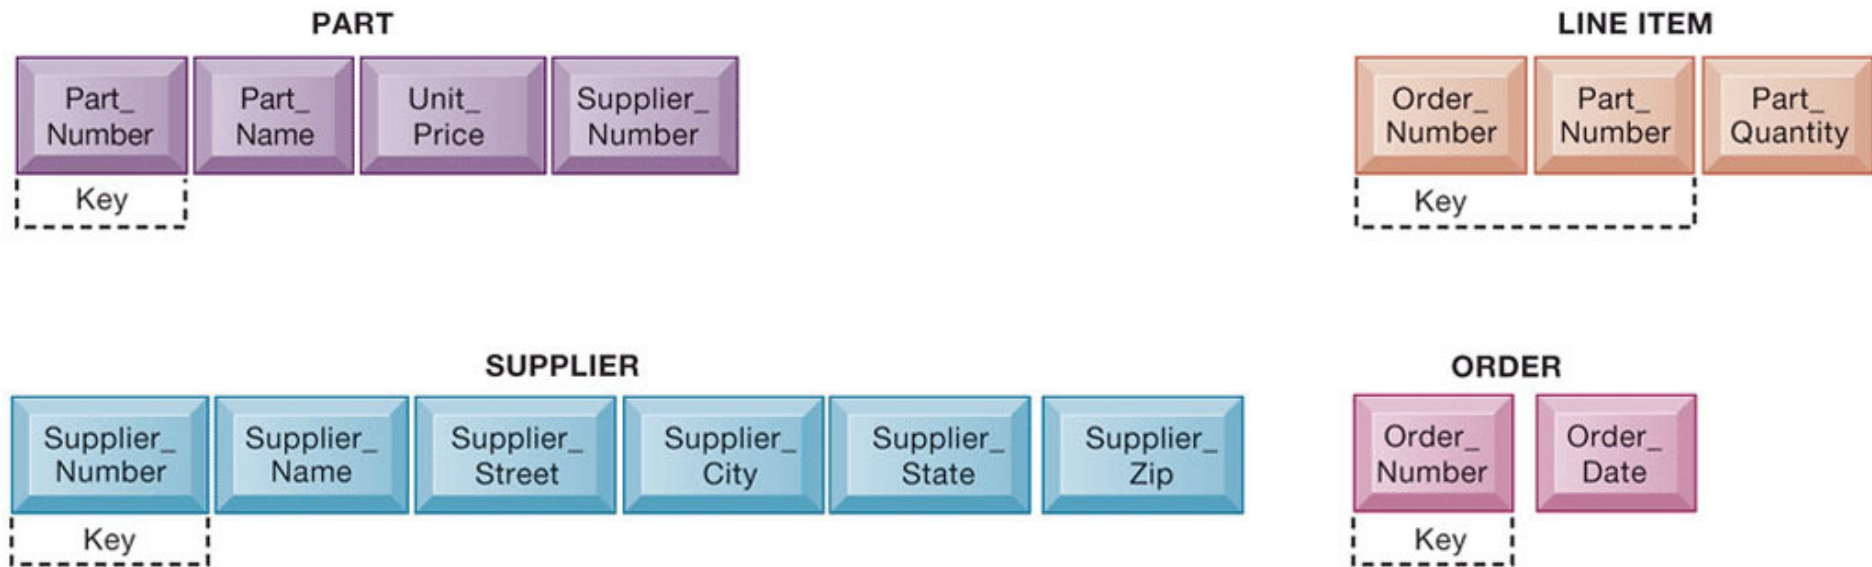 PART
Part_
Number
Part_
Name
Unit_
Price
Supplier_
Number
Key
LINE ITEM
Order_
Number
Part_
Number
Part_
Quantity
Key
SUPPLIER
Supplier_
Number
Supplier_
Name
Supplier_
Street
Supplier_
City
Supplier_
State
Supplier_
Zip
Key
ORDER
Order_
Number
Order_
Date
Key